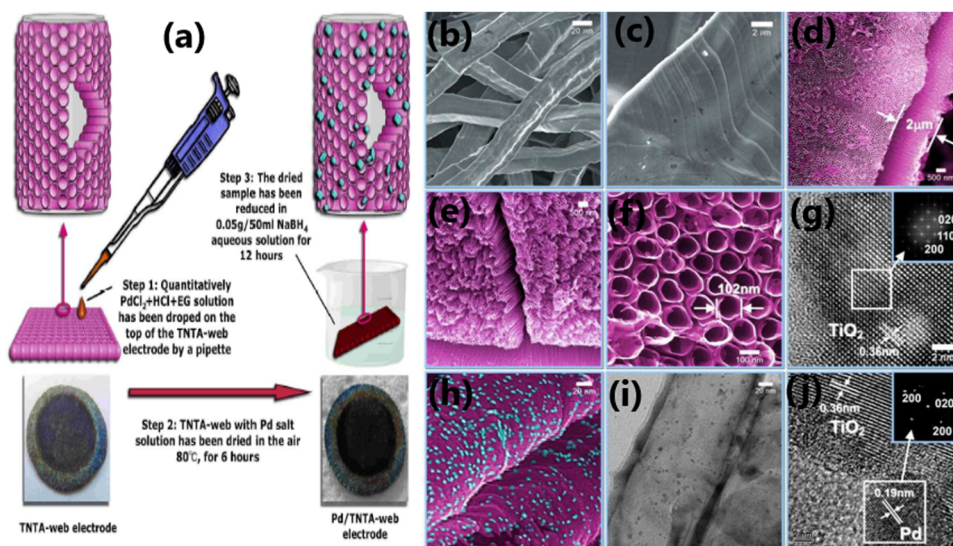 (a)
Step 3: The dried
sample has been
reduced in
0.05g/50ml NaBH₄
aqueous solution for
12 hours
Step 1: Quantitatively
PdCl₂+HCl+EG solution
has been droped on the
top of the TNTA-web
electrode by a pipette
Step 2: TNTA-web with Pd salt
solution has been dried in the air
80℃, for 6 hours
TNTA-web electrode
Pd/TNTA-web
electrode
(b)
20 μm
(c)
2 μm
(d)
2μm
500 nm
(e)
500 nm
(f)
102nm
100 nm
(g)
020
110
200
TiO₂
0.36nm
2 nm
(h)
20 nm
(i)
20 nm
(j)
0.36nm
TiO₂
200
020
200
0.19nm
Pd